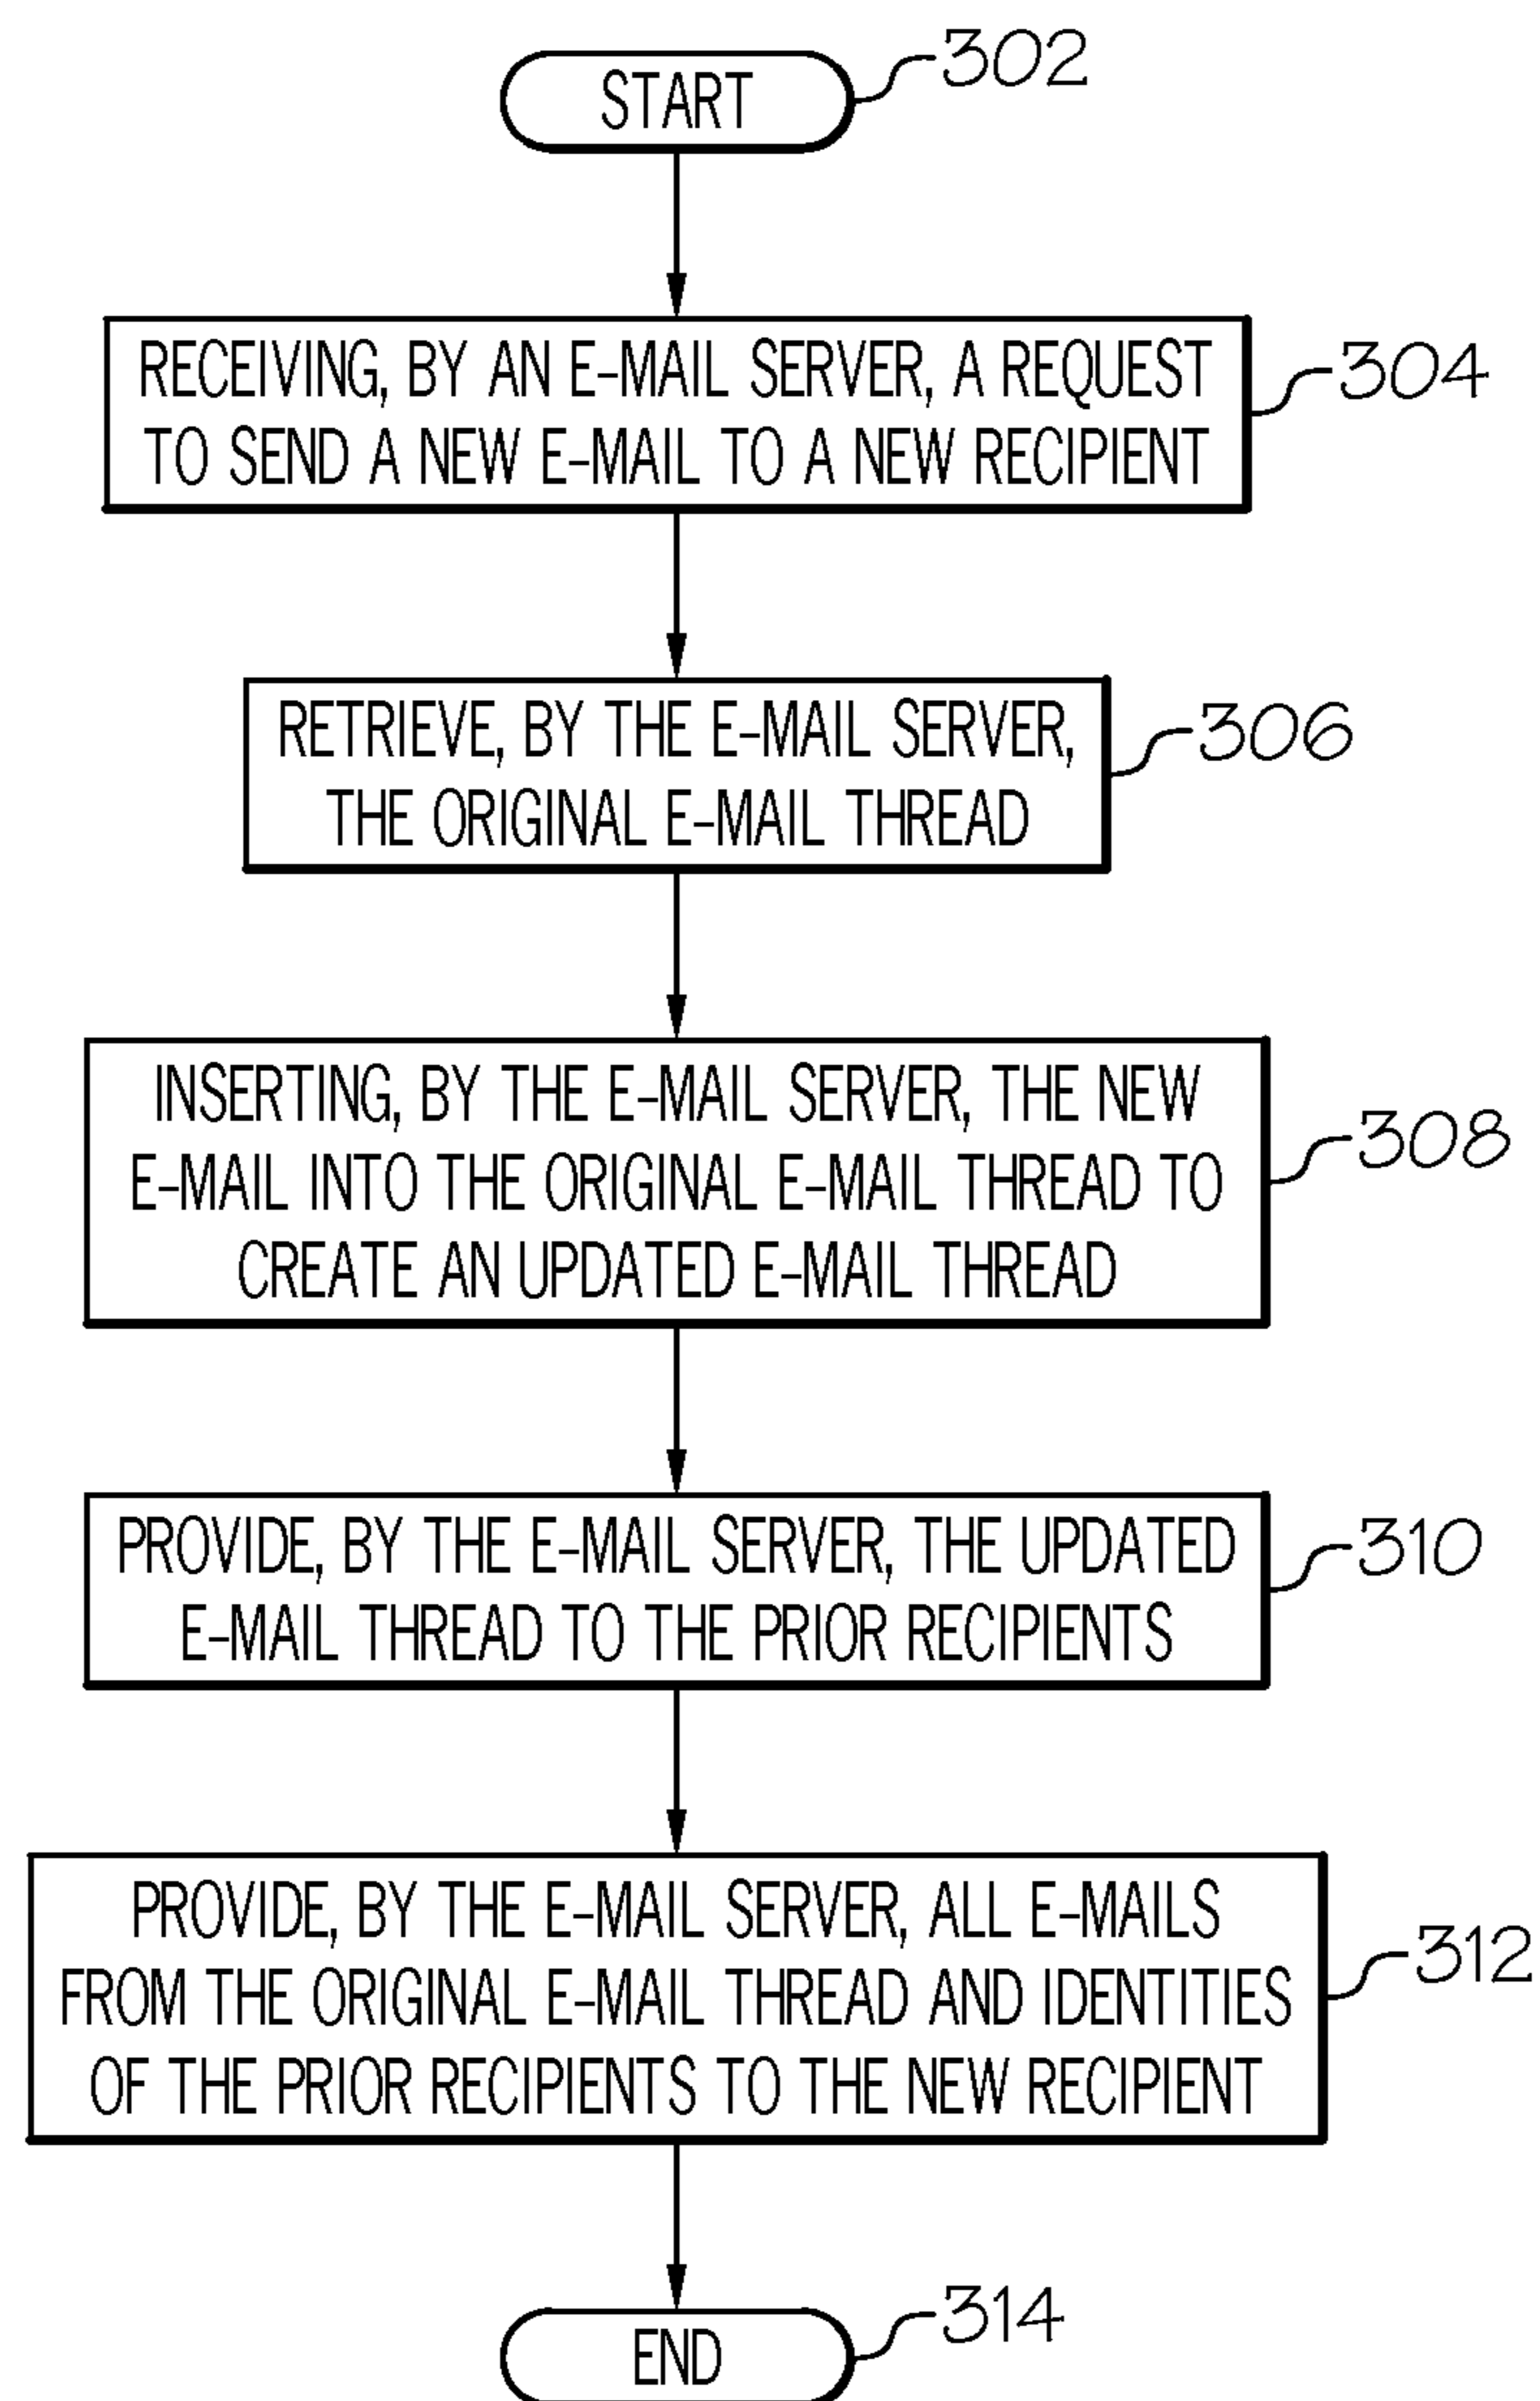 START
302
RECEIVING, BY AN E-MAIL SERVER, A REQUEST
TO SEND A NEW E-MAIL TO A NEW RECIPIENT
304
RETRIEVE, BY THE E-MAIL SERVER,
THE ORIGINAL E-MAIL THREAD
306
INSERTING, BY THE E-MAIL SERVER, THE NEW
E-MAIL INTO THE ORIGINAL E-MAIL THREAD TO
CREATE AN UPDATED E-MAIL THREAD
308
PROVIDE, BY THE E-MAIL SERVER, THE UPDATED
E-MAIL THREAD TO THE PRIOR RECIPIENTS
310
PROVIDE, BY THE E-MAIL SERVER, ALL E-MAILS
FROM THE ORIGINAL E-MAIL THREAD AND IDENTITIES
OF THE PRIOR RECIPIENTS TO THE NEW RECIPIENT
312
END
314